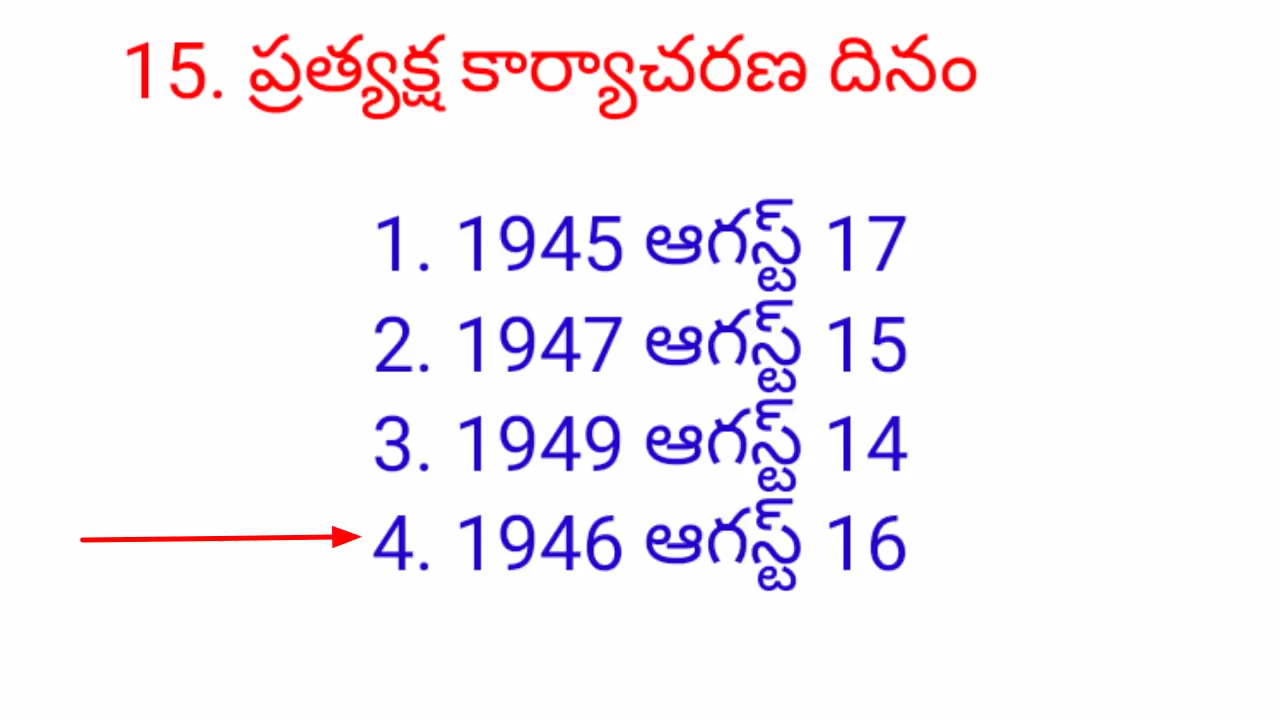 15. ప్రత్యక్ష కార్యాచరణ దినం
1. 1945 ఆగస్ట్ 17
2. 1947 ఆగస్ట్ 15
3. 1949 ఆగస్ట్ 14
4. 1946 ఆగస్ట్ 16